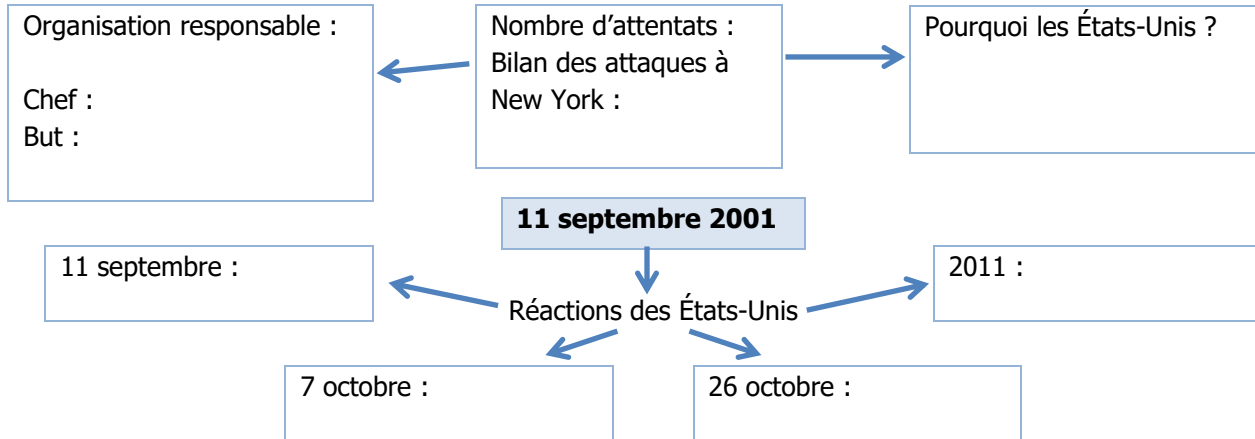 Organisation responsable :
Chef :
But :
Nombre d’attentats :
Bilan des attaques à
New York :
Pourquoi les États-Unis ?
11 septembre 2001
11 septembre :
2011 :
Réactions des États-Unis
7 octobre :
26 octobre :